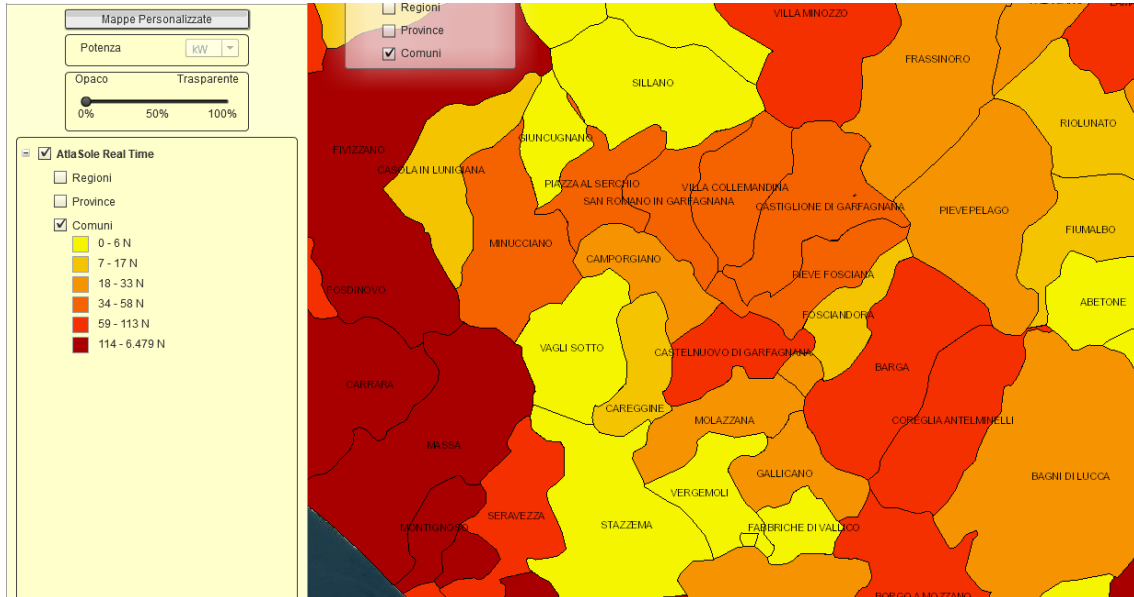 Mappe Personalizzate
Potenza
kW
Opaco Trasparente
0% 50% 100%
AtlaSole Real Time
Regioni
Province
Comuni
0 - 6 N
7 - 17 N
18 - 33 N
34 - 58 N
59 - 113 N
114 - 6.479 N
Regioni
Province
Comuni
VILLA MINOZZO
FRASSINORO
SILLANO
RIOLUNATO
GIUNCUGNANO
FIVIZZANO
CASOLA IN LUNIGIANA
PIAZZA AL SERCHIO
VILLA COLLEMANDINA
SAN ROMANO IN GARFAGNANA
CASTIGLIONE DI GARFAGNANA
PIEVEPELAGO
FIUMALBO
MINUCCIANO
CAMPORGIANO
PIEVE FOSCIANA
FOSDINOVO
ABETONE
FOSCIANDORA
VAGLI SOTTO
CASTELNUOVO DI GARFAGNANA
BARGA
CARRARA
CAREGGINE
MOLAZZANA
COREGLIA ANTELMINELLI
MASSA
GALLICANO
BAGNI DI LUCCA
VERGEMOLI
SERAVEZZA
STAZZEMA
MONTIGNOSO
FABBRICHE DI VALLICO
BORGO A MOZZANO